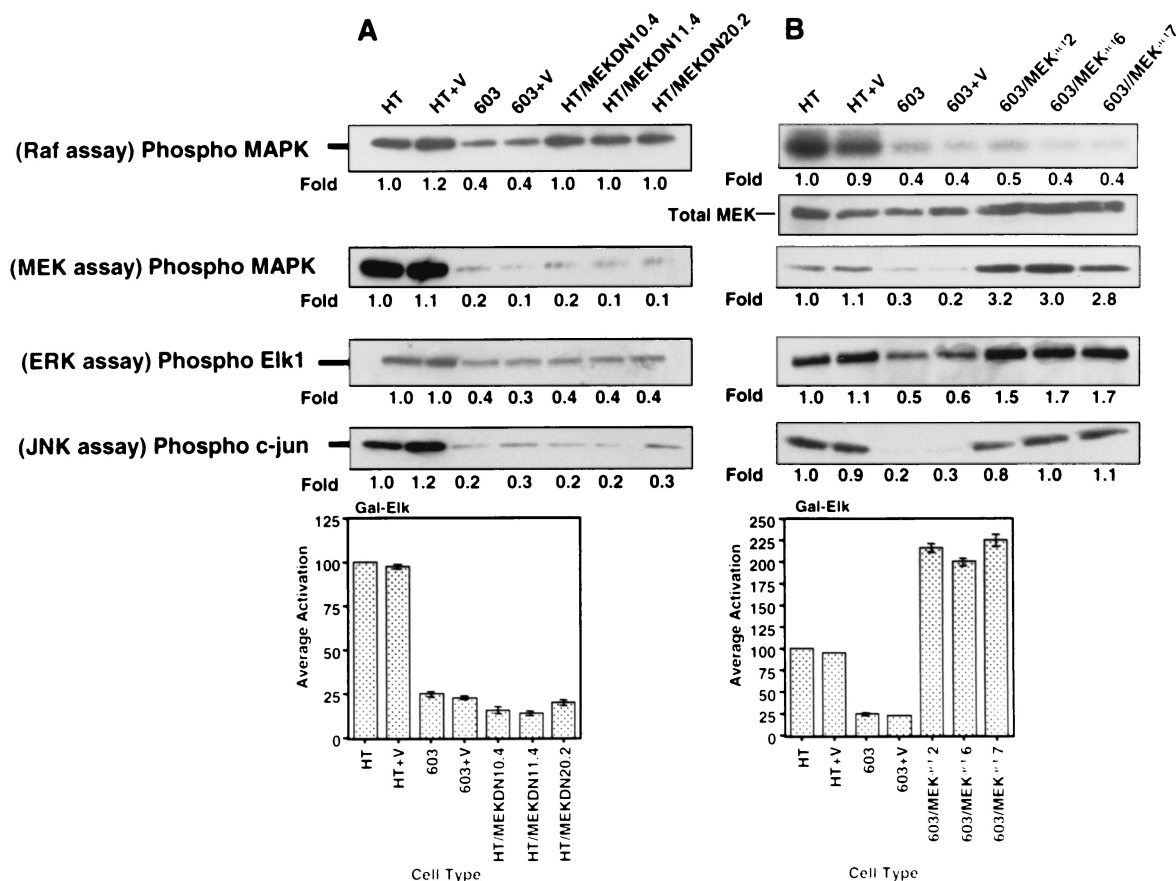 A
HT
HT+V
603
603+V
HT/MEKDN10.4
HT/MEKDN11.4
HT/MEKDN20.2
(Raf assay) Phospho MAPK
Fold 1.0 1.2 0.4 0.4 1.0 1.0 1.0
(MEK assay) Phospho MAPK
Fold 1.0 1.1 0.2 0.1 0.2 0.1 0.1
(ERK assay) Phospho Elk1
Fold 1.0 1.0 0.4 0.3 0.4 0.4 0.4
(JNK assay) Phospho c-jun
Fold 1.0 1.2 0.2 0.3 0.2 0.2 0.3
Gal-Elk
125
100
75
50
25
0
Average Activation
HT
HT+V
603
603+V
HT/MEKDN10.4
HT/MEKDN11.4
HT/MEKDN20.2
Cell Type
B
HT
HT+V
603
603+V
Fold 1.0 0.9 0.4 0.4 0.5 0.4 0.4
Total MEK
Fold 1.0 1.1 0.3 0.2 3.2 3.0 2.8
Fold 1.0 1.1 0.5 0.6 1.5 1.7 1.7
Fold 1.0 0.9 0.2 0.3 0.8 1.0 1.1
Gal-Elk
250
225
200
175
150
125
100
75
50
25
0
Average Activation
HT
HT+V
603
603+V
Cell Type